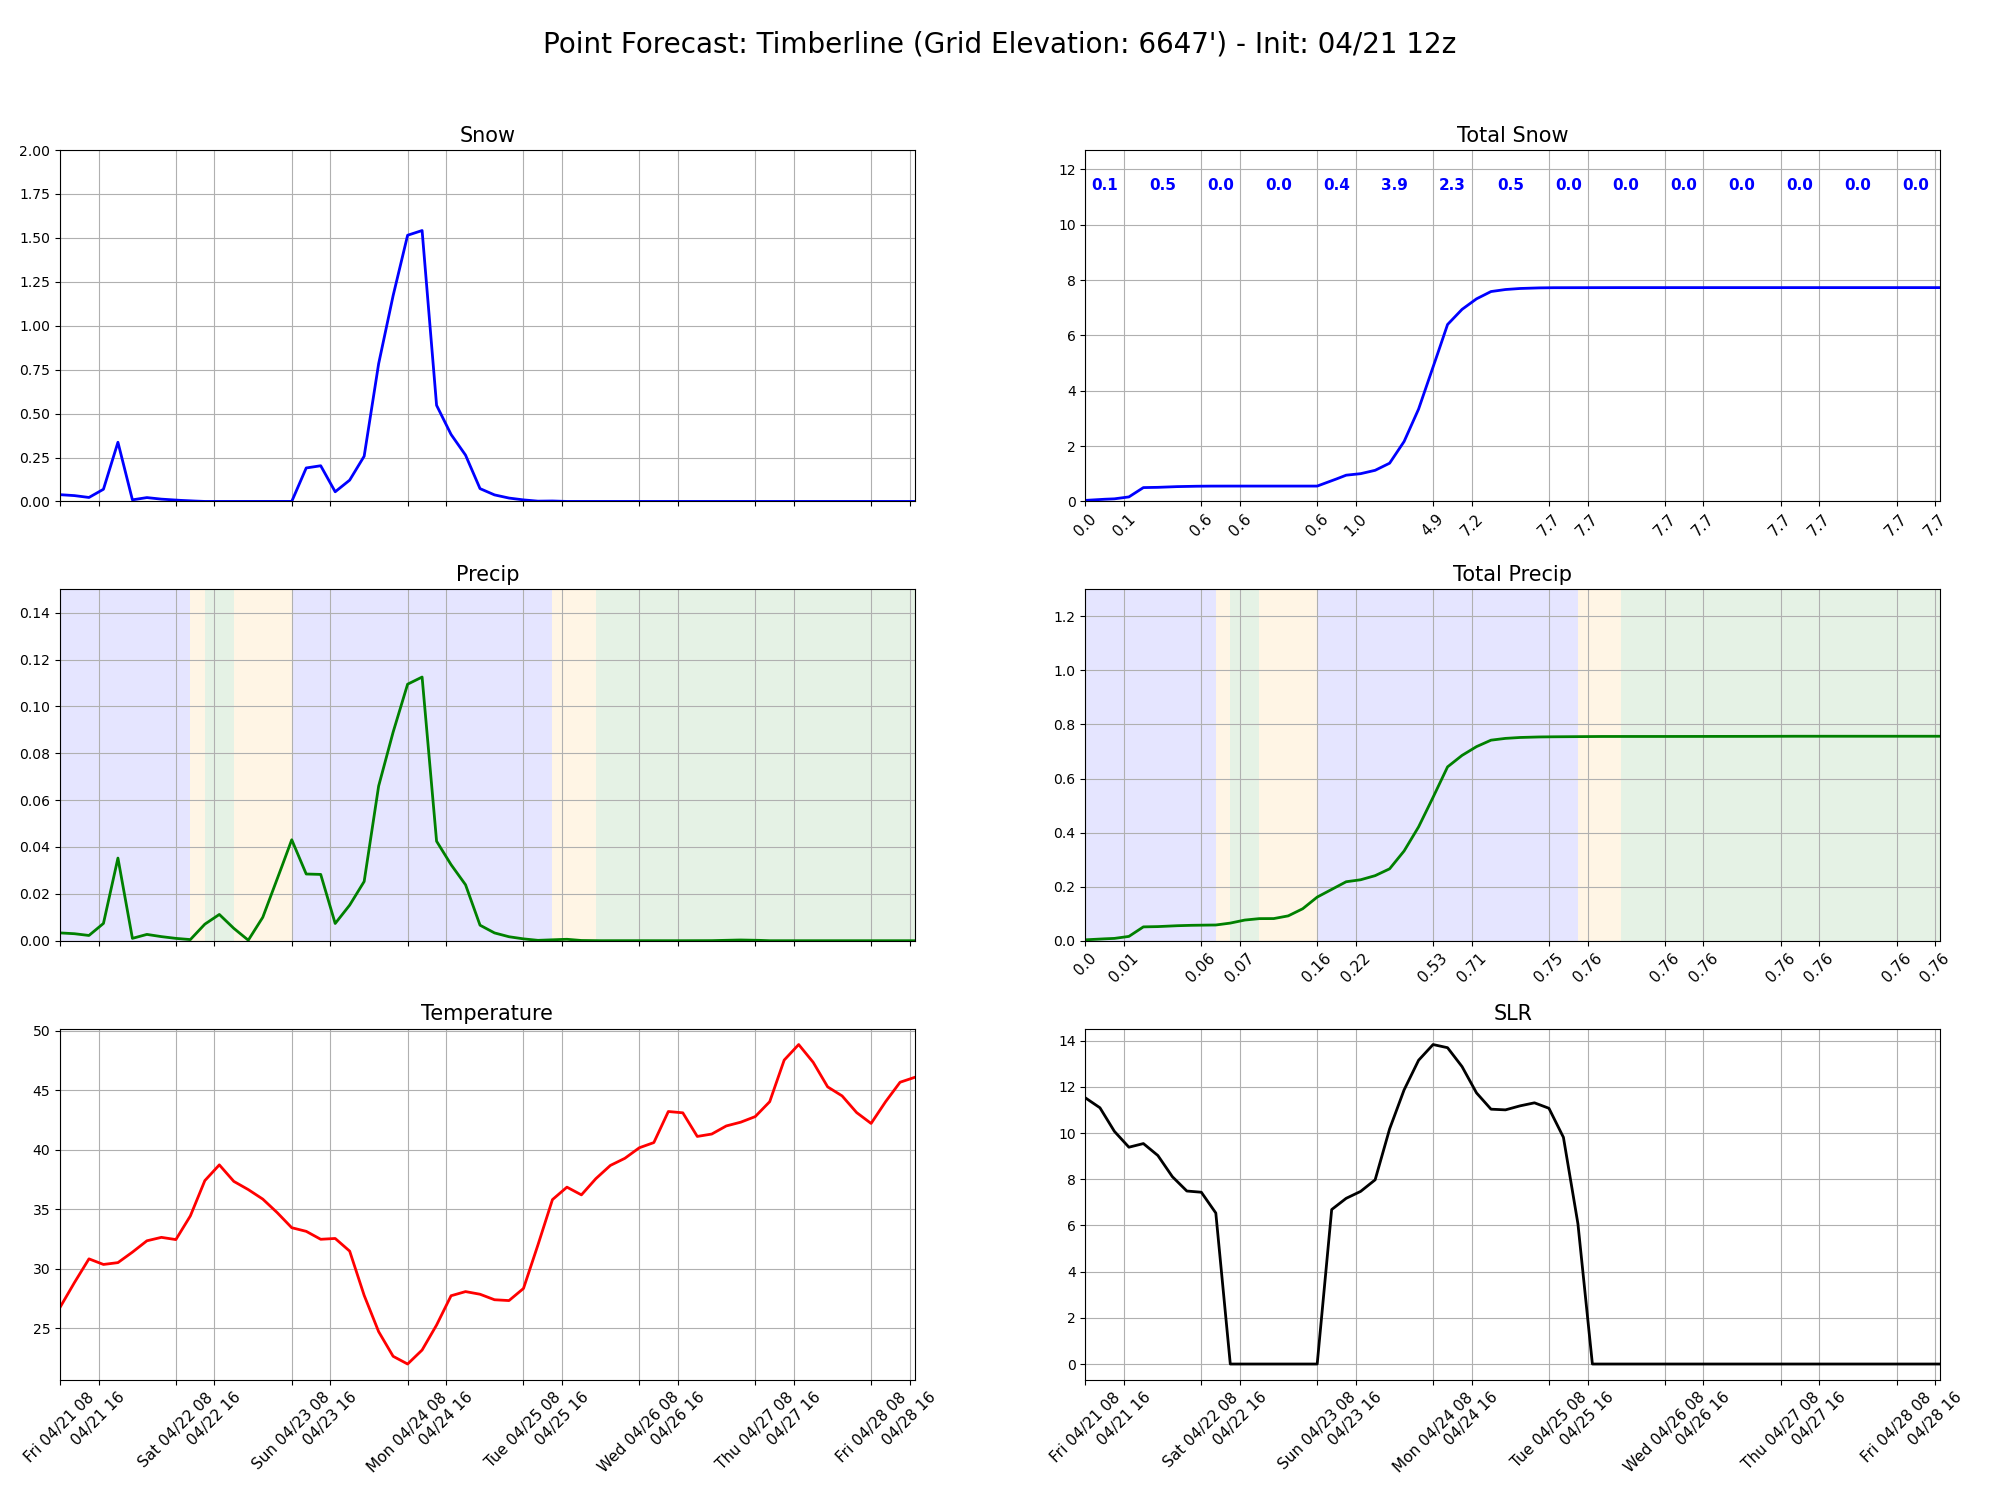 Point Forecast: Timberline (Grid Elevation: 6647') - Init: 04/21 12z
Snow
2.00
1.75
1.50
1.25
1.00
0.75
0.50
0.25
0.00
Total Snow
12
10
8
6
4
2
0
0.1 0.5 0.0 0.0 0.4 3.9 2.3 0.5 0.0 0.0 0.0 0.0 0.0 0.0 0.0
0.0 0.1 0.6 0.6 0.6 1.0 4.9 7.2 7.7 7.7 7.7 7.7 7.7 7.7 7.7 7.7
Precip
0.14
0.12
0.10
0.08
0.06
0.04
0.02
0.00
Total Precip
1.2
1.0
0.8
0.6
0.4
0.2
0.0
0.0 0.01 0.06 0.07 0.16 0.22 0.53 0.71 0.75 0.76 0.76 0.76 0.76 0.76 0.76 0.76
Temperature
50
45
40
35
30
25
Fri 04/21 08
04/21 16
Sat 04/22 08
04/22 16
Sun 04/23 08
04/23 16
Mon 04/24 08
04/24 16
Tue 04/25 08
04/25 16
Wed 04/26 08
04/26 16
Thu 04/27 08
04/27 16
Fri 04/28 08
04/28 16
SLR
14
12
10
8
6
4
2
0
Fri 04/21 08
04/21 16
Sat 04/22 08
04/22 16
Sun 04/23 08
04/23 16
Mon 04/24 08
04/24 16
Tue 04/25 08
04/25 16
Wed 04/26 08
04/26 16
Thu 04/27 08
04/27 16
Fri 04/28 08
04/28 16